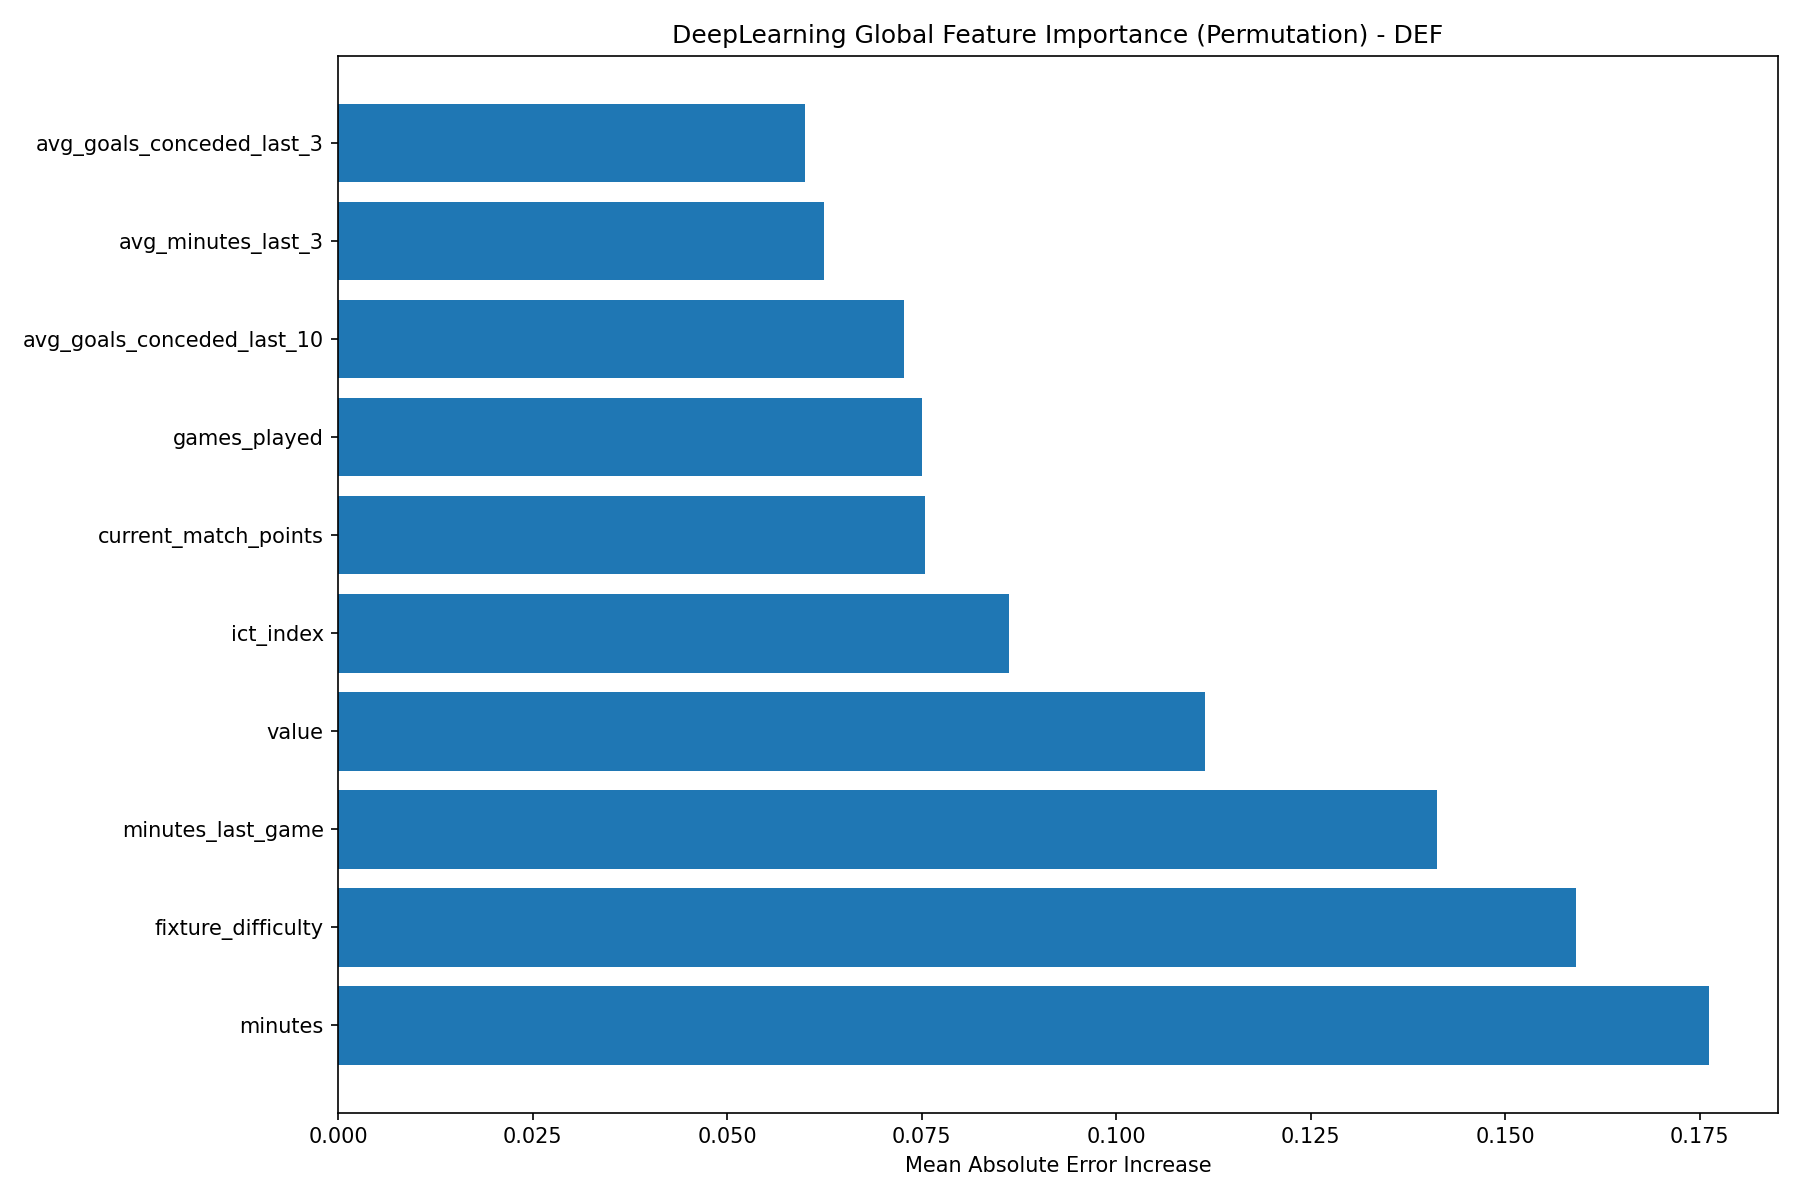 DeepLearning Global Feature Importance (Permutation) - DEF
avg_goals_conceded_last_3
avg_minutes_last_3
avg_goals_conceded_last_10
games_played
current_match_points
ict_index
value
minutes_last_game
fixture_difficulty
minutes
0.000 0.025 0.050 0.075 0.100 0.125 0.150 0.175
Mean Absolute Error Increase